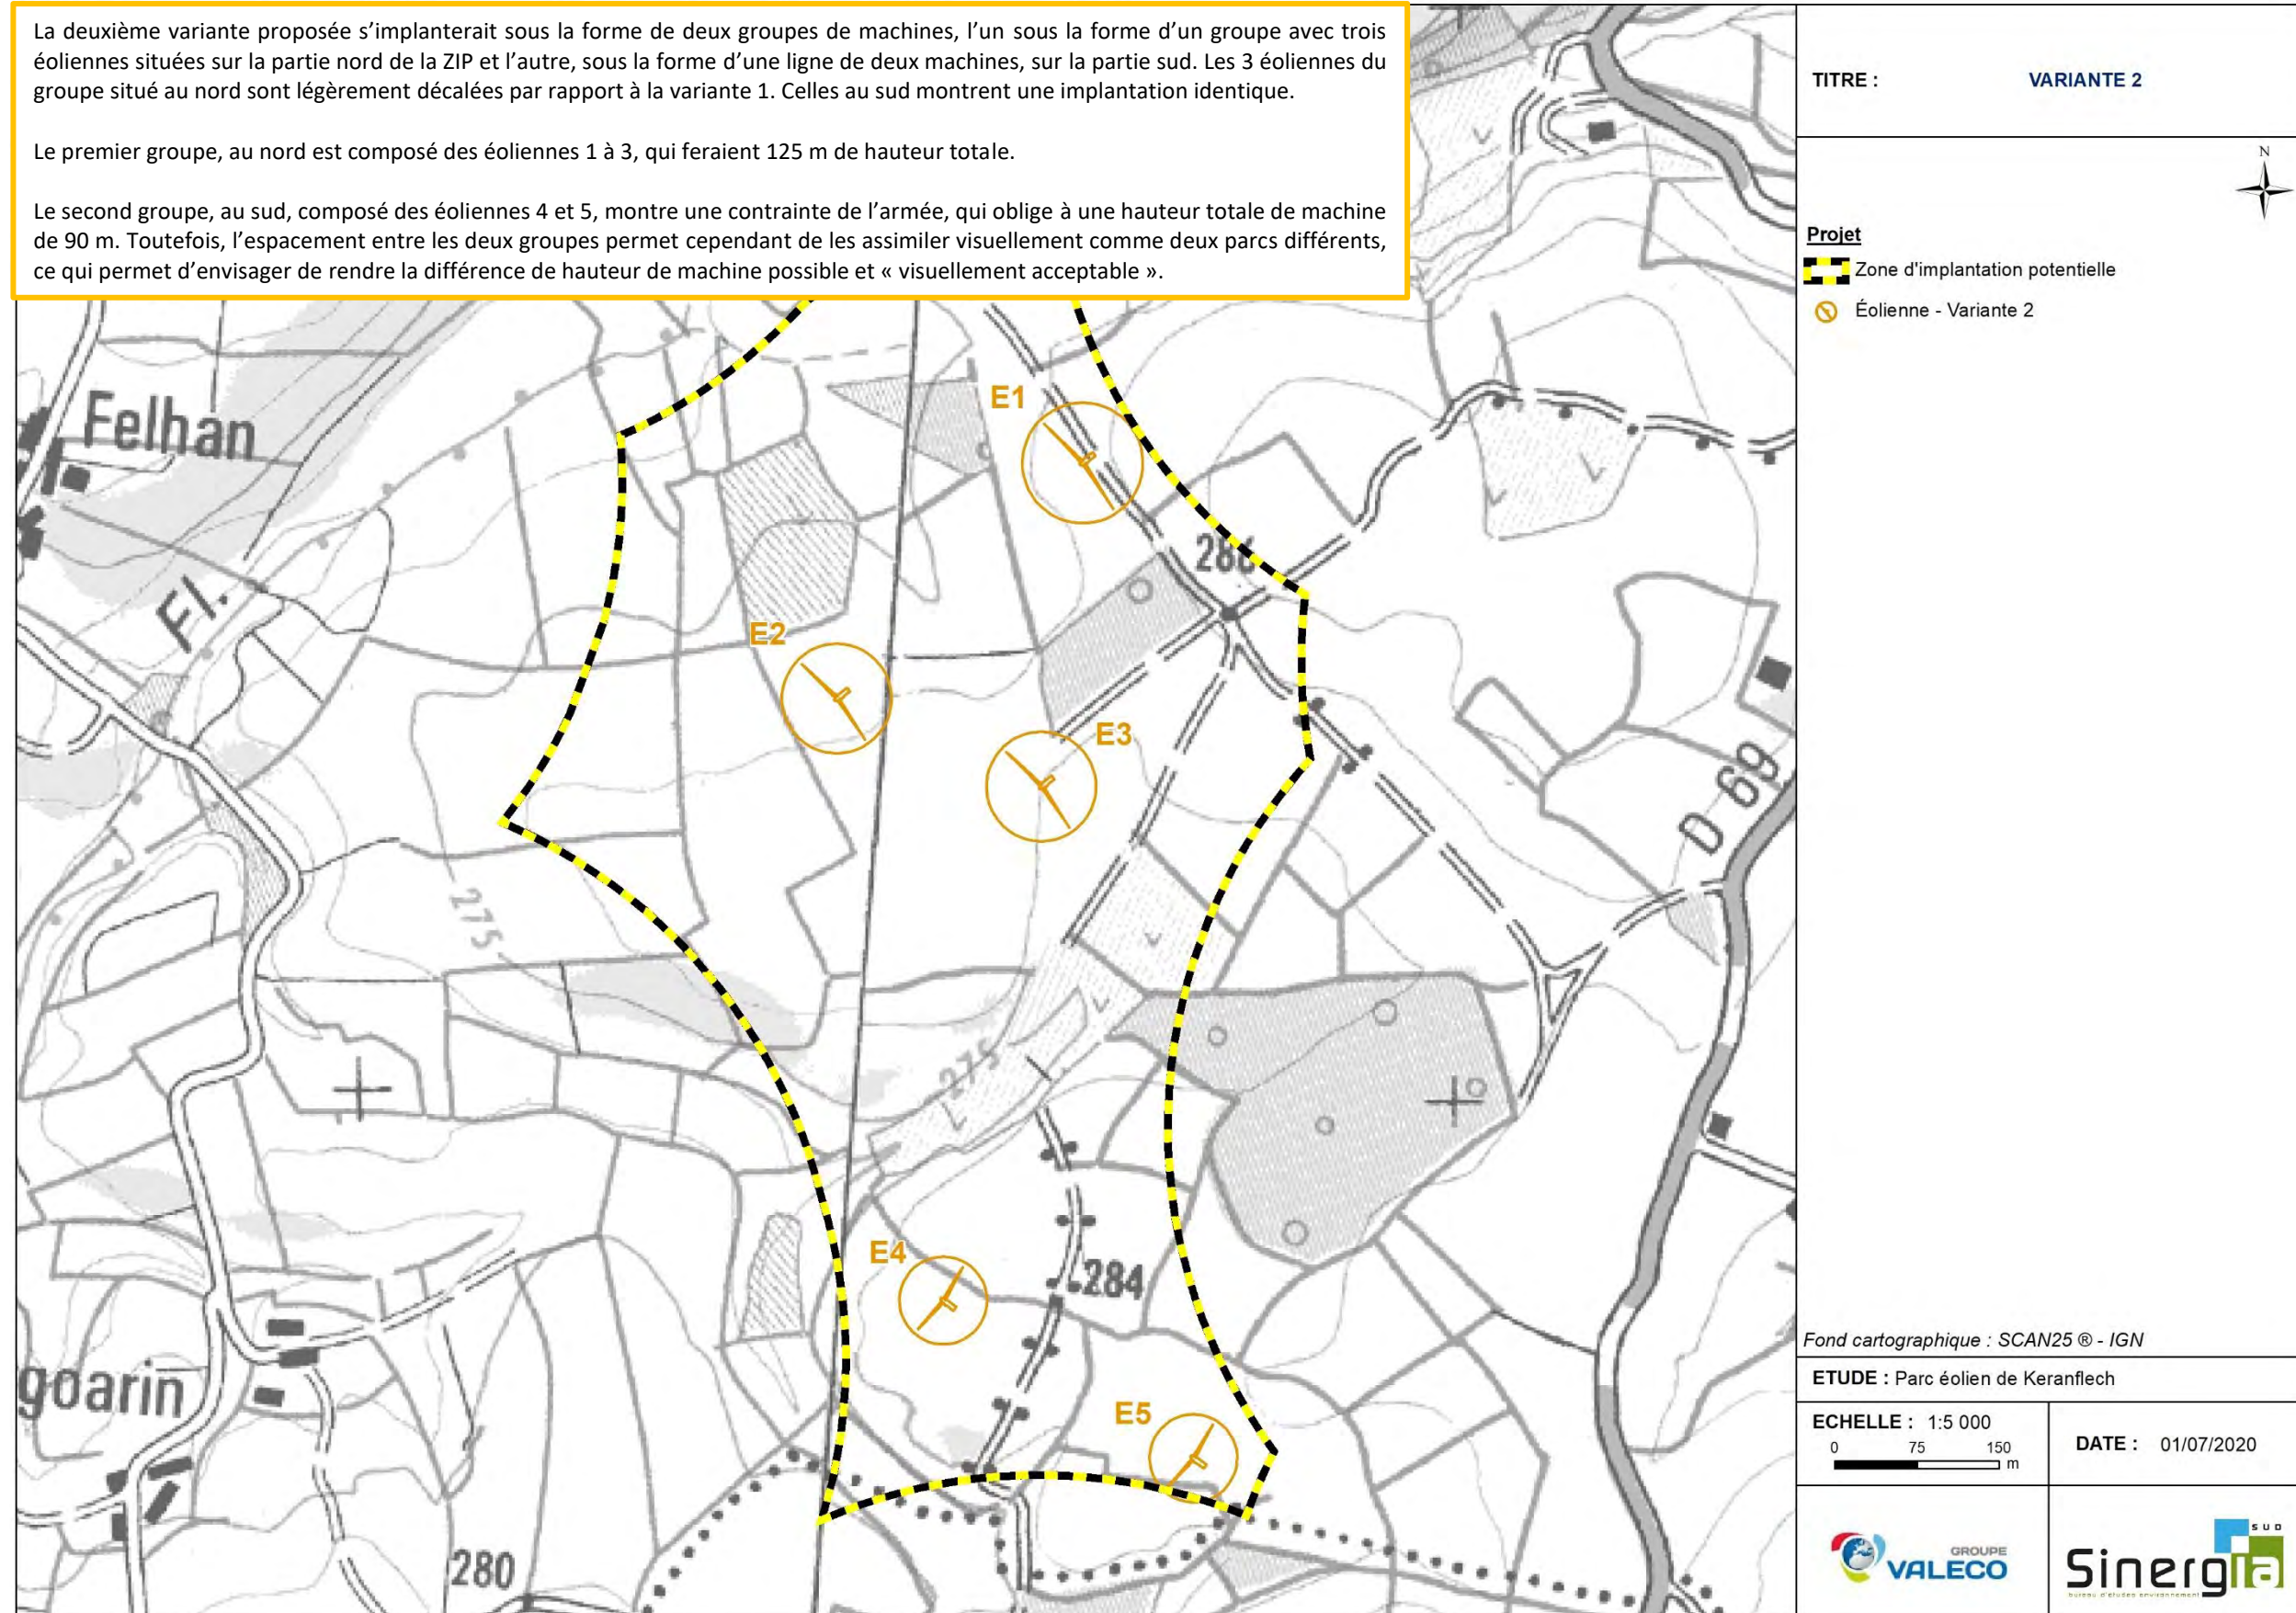 La deuxième variante proposée s’implanterait sous la forme de deux groupes de machines, l’un sous la forme d’un groupe avec trois
éoliennes situées sur la partie nord de la ZIP et l’autre, sous la forme d’une ligne de deux machines, sur la partie sud. Les 3 éoliennes du
groupe situé au nord sont légèrement décalées par rapport à la variante 1. Celles au sud montrent une implantation identique.
Le premier groupe, au nord est composé des éoliennes 1 à 3, qui feraient 125 m de hauteur totale.
Le second groupe, au sud, composé des éoliennes 4 et 5, montre une contrainte de l’armée, qui oblige à une hauteur totale de machine
de 90 m. Toutefois, l’espacement entre les deux groupes permet cependant de les assimiler visuellement comme deux parcs différents,
ce qui permet d’envisager de rendre la différence de hauteur de machine possible et « visuellement acceptable ».
TITRE : VARIANTE 2
N
Projet
Zone d'implantation potentielle
Éolienne - Variante 2
Felhan
E1
286
Fl.
E2
E3
D 69
275
275
E4
284
goarin
E5
280
Fond cartographique : SCAN25 ® - IGN
ETUDE : Parc éolien de Keranflech
ECHELLE : 1:5 000
0 75 150
m
DATE : 01/07/2020
GROUPE
VALECO
SUD
Sinergia
bureau d'études environnement